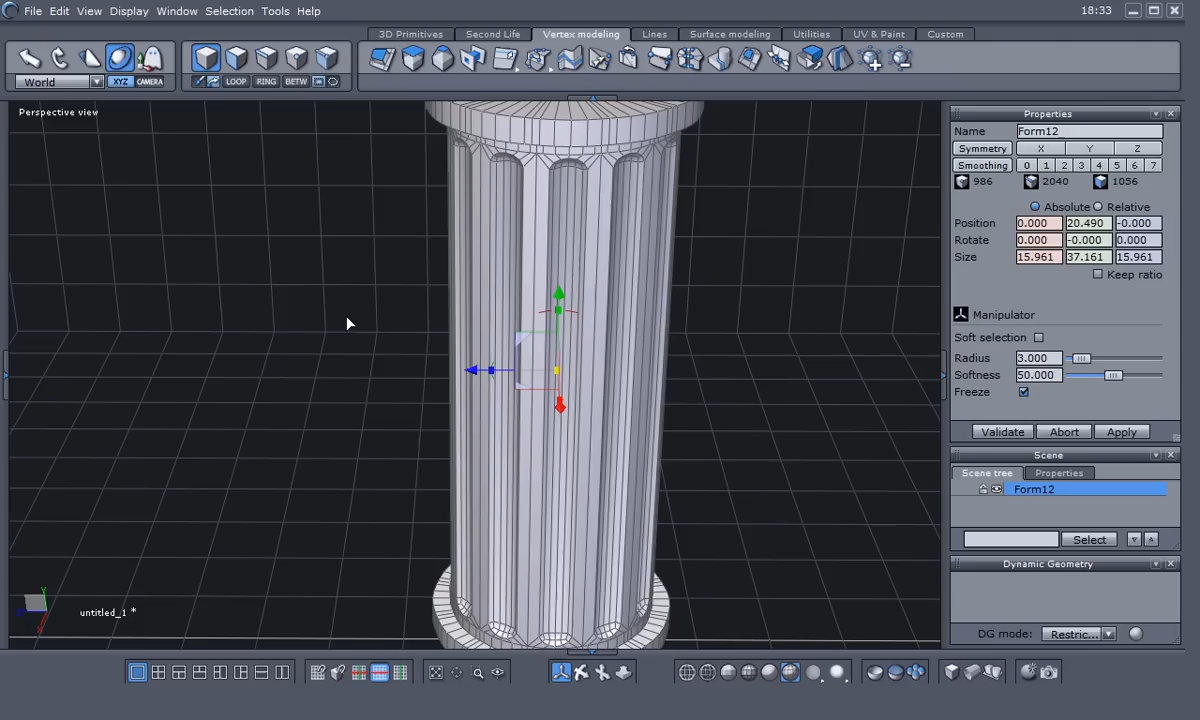 File Edit View Display Window Selection Tools Help 18:33
3D Primitives Second Life Vertex modeling Lines Surface modeling Utilities UV & Paint Custom
World XYZ CAMERA LOOP RING BETW
Perspective view
Properties
Name Form12
Symmetry X Y Z
Smoothing 0 1 2 3 4 5 6 7
986 2040 1056
Absolute Relative
Position 0.000 20.490 -0.000
Rotate 0.000 -0.000 0.000
Size 15.961 37.161 15.961
Keep ratio
Manipulator
Soft selection
Radius 3.000
Softness 50.000
Freeze
Validate Abort Apply
Scene
Scene tree Properties
Form12
Select
Dynamic Geometry
DG mode: Restric...
Y
X
untitled_1 *